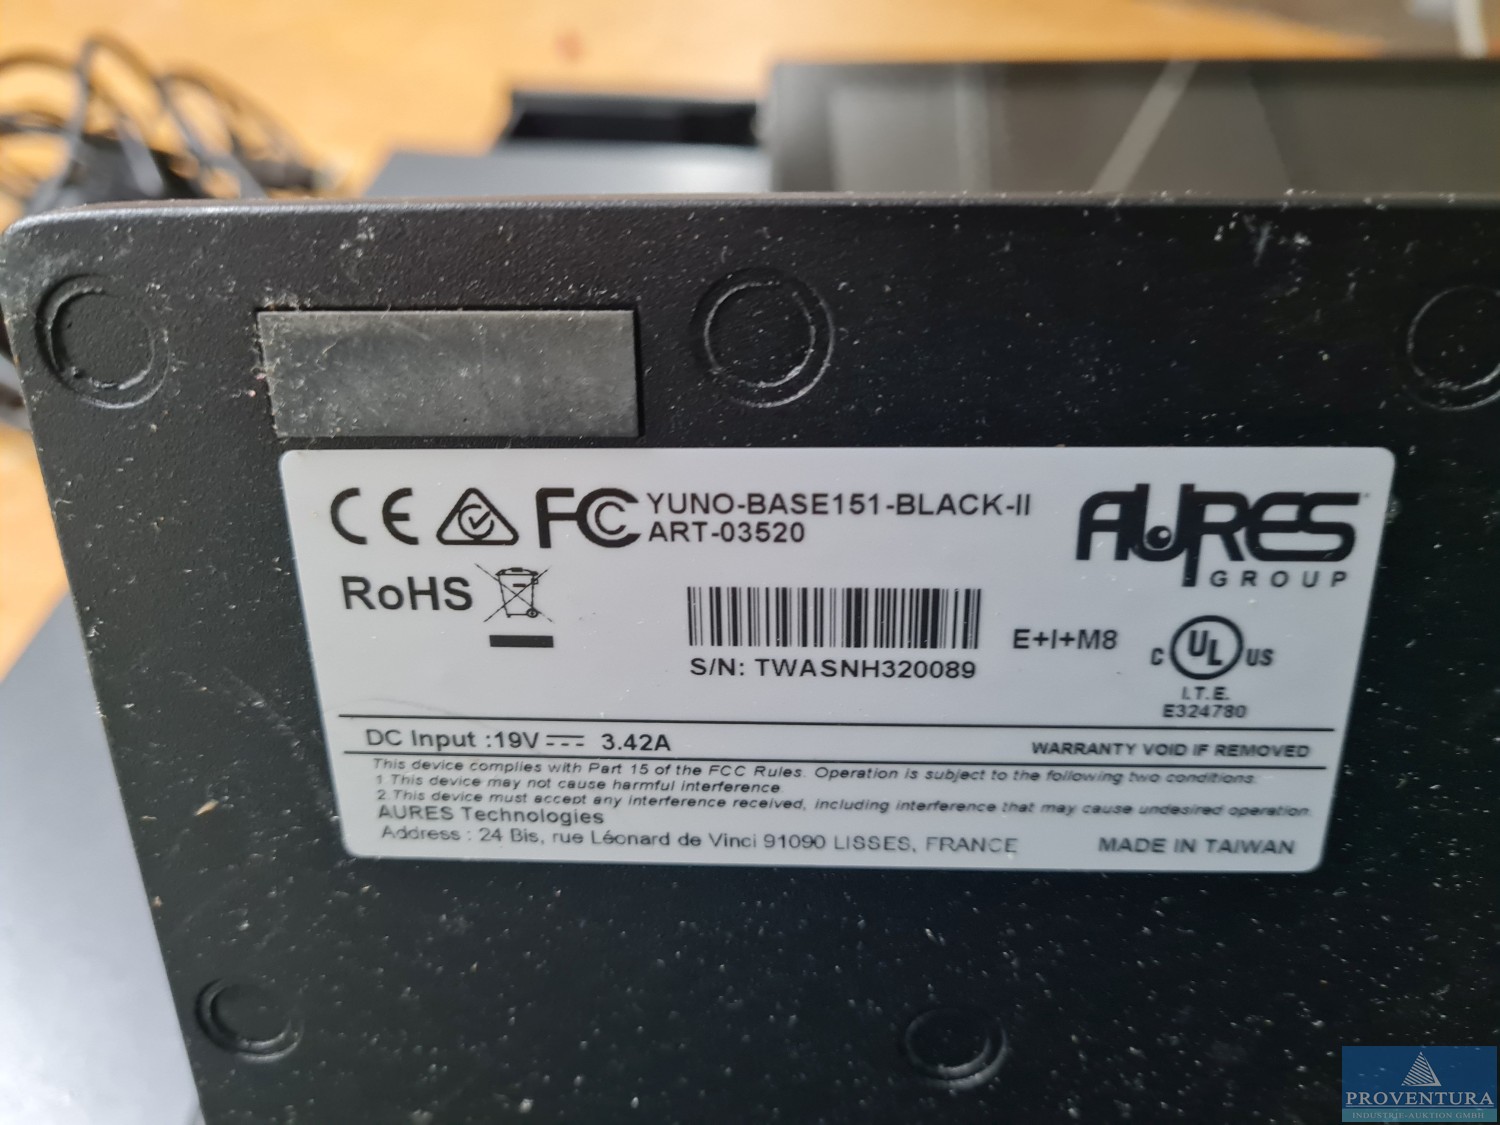 CE FC YUNO-BASE151-BLACK-II
ART-03520
AURES
GROUP
RoHS
S/N: TWASNH320089
E+I+M8
C UL US
I.T.E.
E324780
DC Input :19V 3.42A
WARRANTY VOID IF REMOVED
This device complies with Part 15 of the FCC Rules. Operation is subject to the following two conditions.
1.This device may not cause harmful interference.
2.This device must accept any interference received, including interference that may cause undesired operation.
AURES Technologies
Address : 24 Bis, rue Léonard de Vinci 91090 LISSES, FRANCE
MADE IN TAIWAN
PROVENTURA
INDUSTRIE-AUKTION GMBH